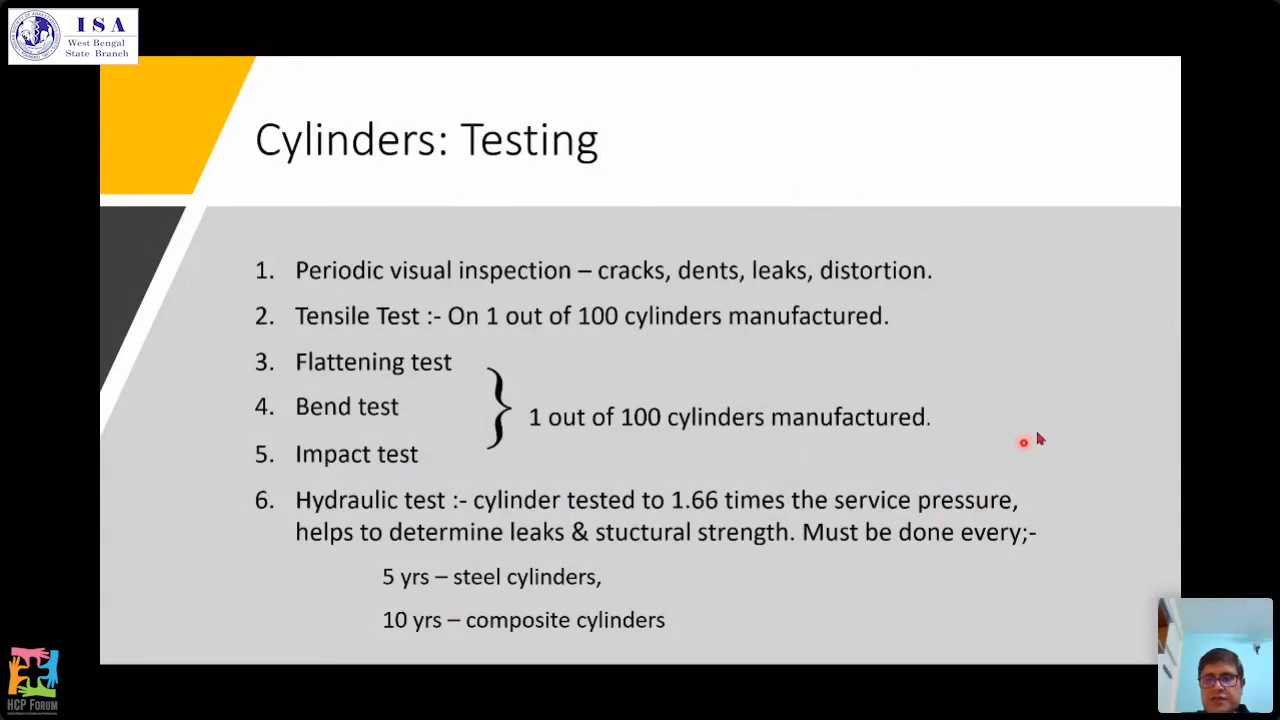 ISA
West Bengal
State Branch
Cylinders: Testing
1. Periodic visual inspection – cracks, dents, leaks, distortion.
2. Tensile Test :- On 1 out of 100 cylinders manufactured.
3. Flattening test
4. Bend test
1 out of 100 cylinders manufactured.
5. Impact test
6. Hydraulic test :- cylinder tested to 1.66 times the service pressure,
helps to determine leaks & stuctural strength. Must be done every;-
5 yrs – steel cylinders,
10 yrs – composite cylinders
HCP FORUM